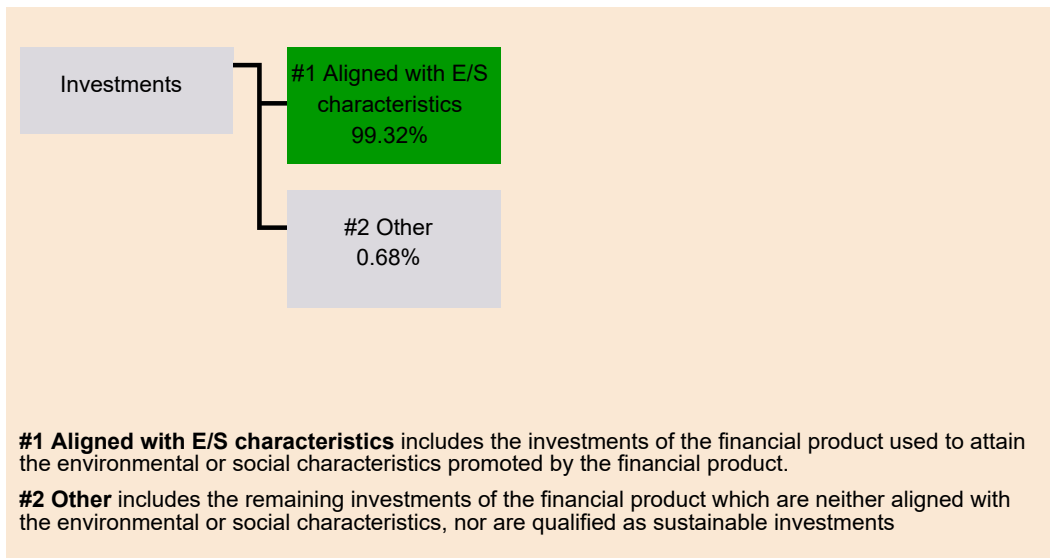 Investments
#1 Aligned with E/S
characteristics
99.32%
#2 Other
0.68%
#1 Aligned with E/S characteristics includes the investments of the financial product used to attain
the environmental or social characteristics promoted by the financial product.
#2 Other includes the remaining investments of the financial product which are neither aligned with
the environmental or social characteristics, nor are qualified as sustainable investments